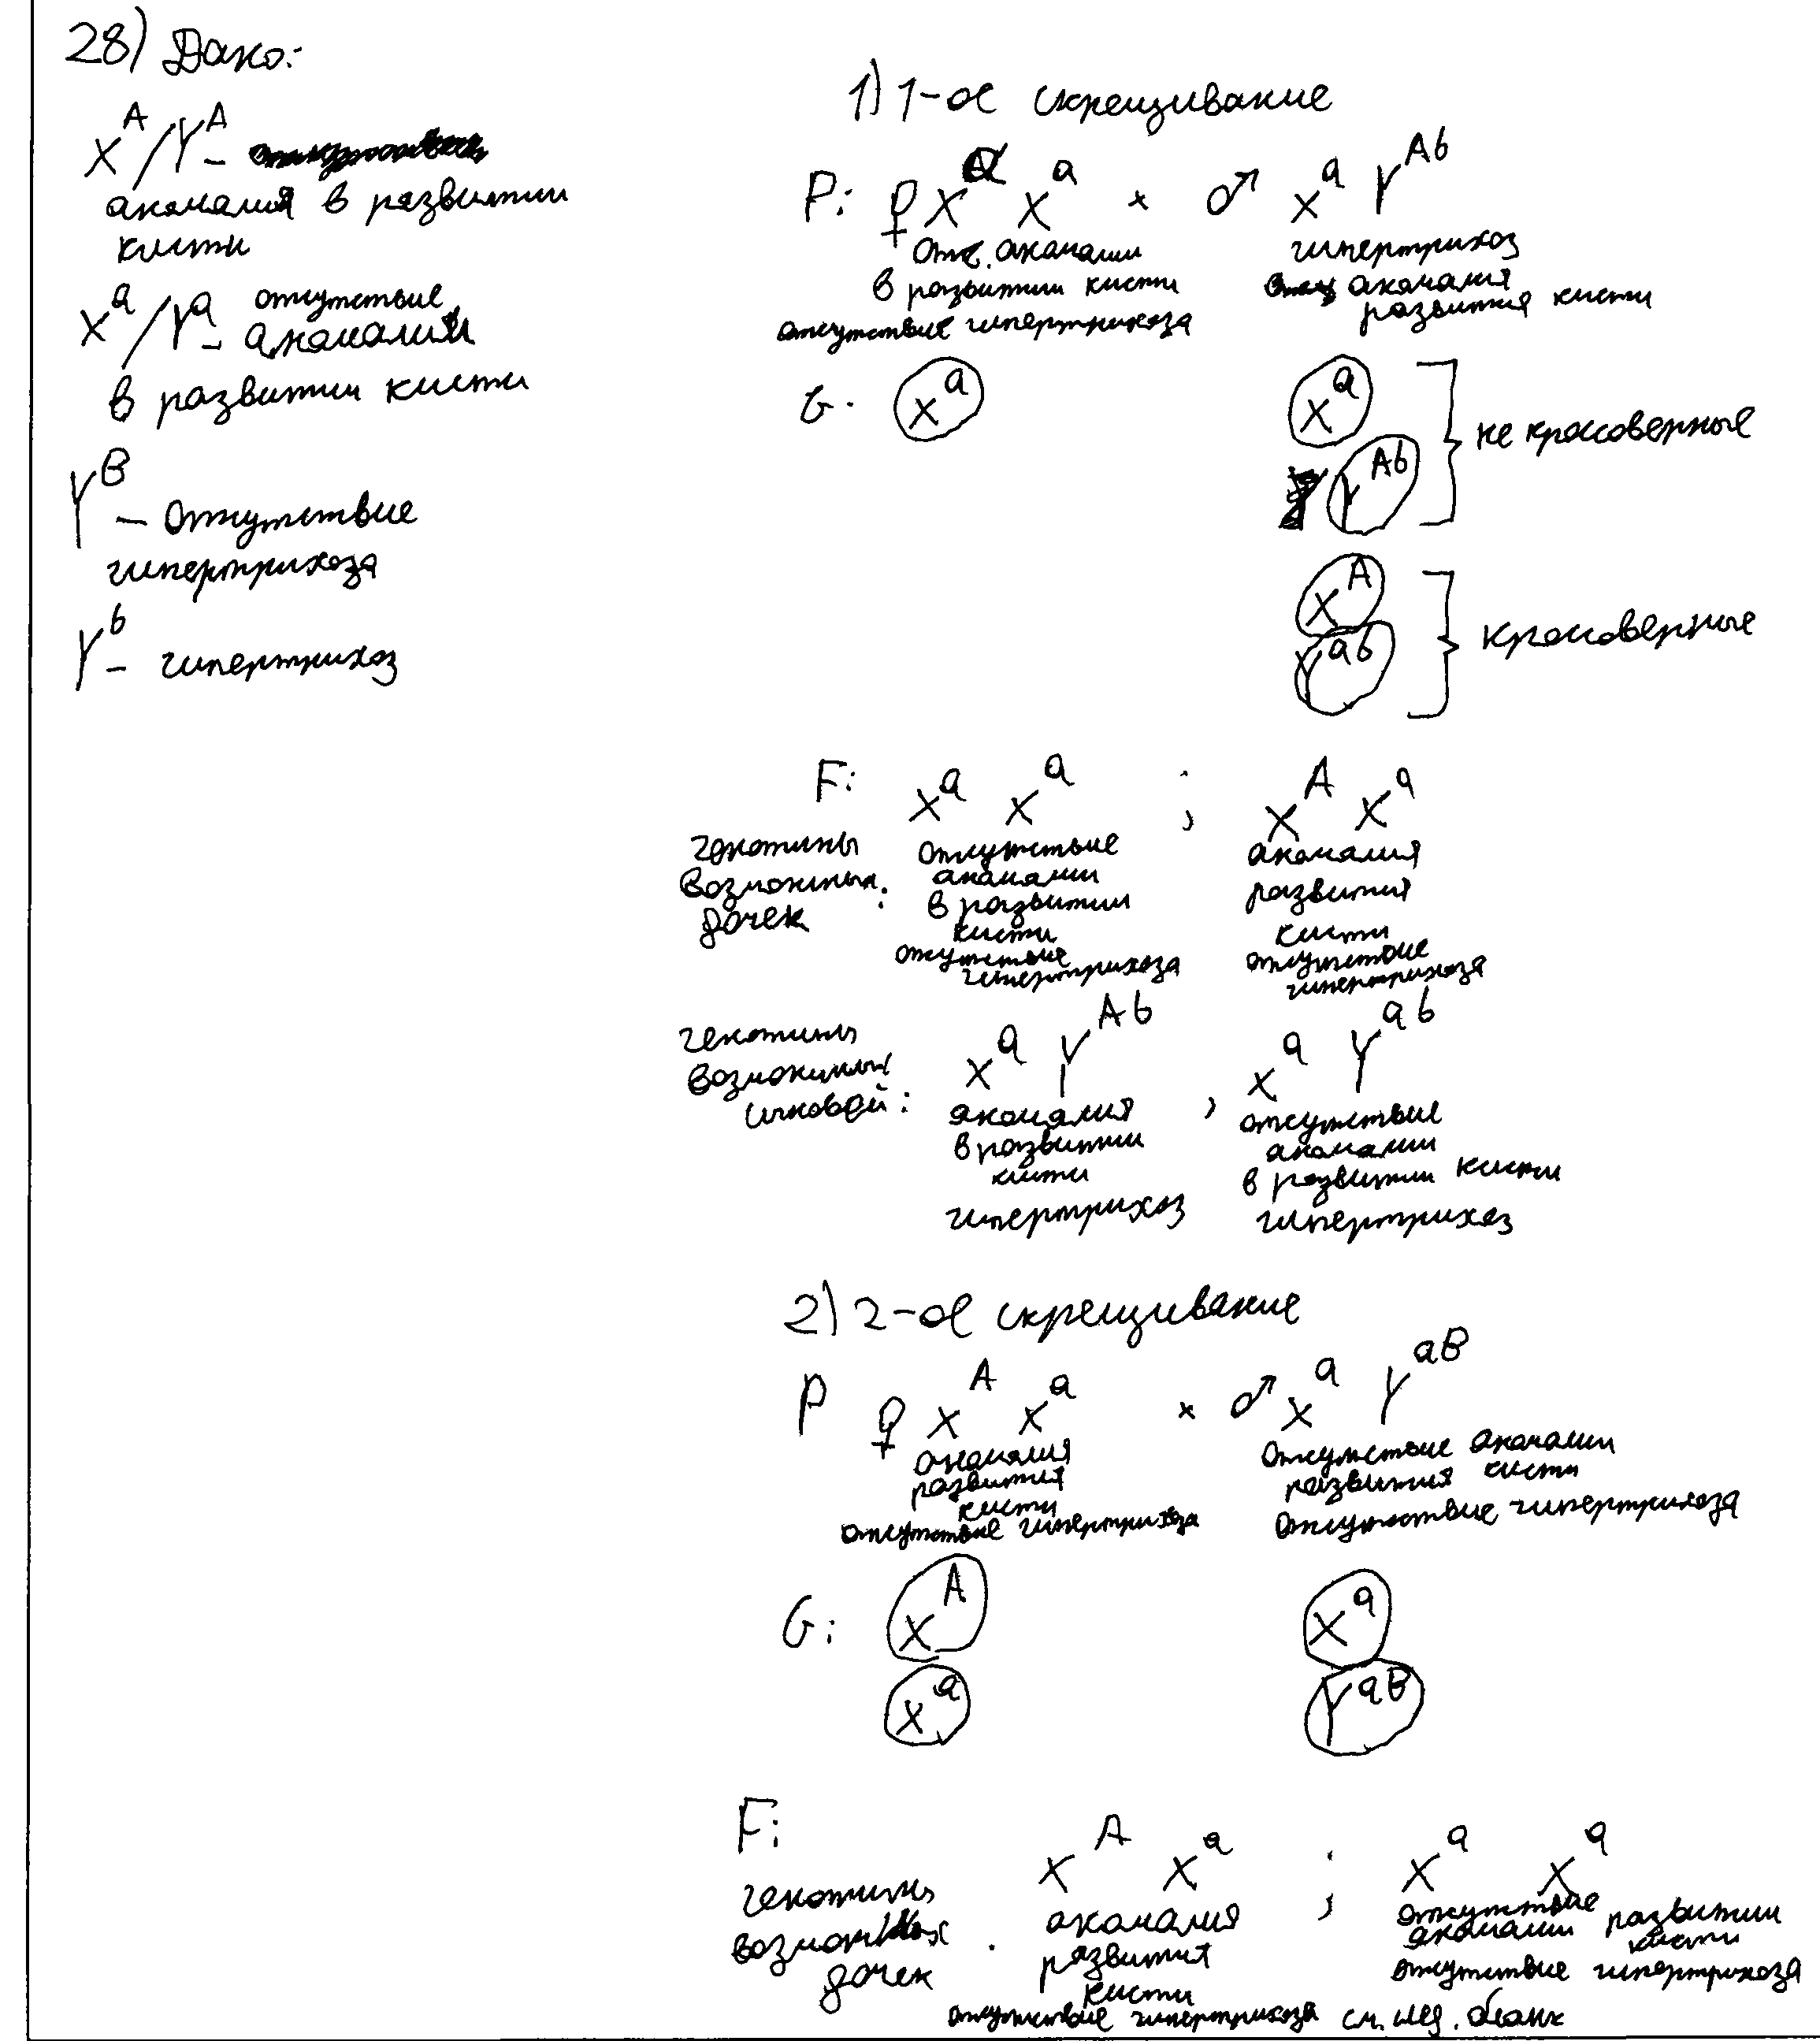 28) Дано:
X^A/Y^A –
аномалия в развитии
кисти
X^a/Y^a – отсутствие
аномалии
в развитии кисти
Y^B – отсутствие
гипертрихоза
Y^b – гипертрихоз
1) 1-ое скрещивание
P: ♀ X^a X^a × ♂ X^a Y^Ab
Отс. аномалии
в развитии кисти
отсутствие гипертрихоза
гипертрихоз
аномалия
развития кисти
G: X^a
X^a
Y^Ab
не кроссоверные
X^A
Y^ab
кроссоверные
F: X^a X^a ; X^A X^a
генотипы
возможных
дочек :
отсутствие
аномалии
в развитии
кисти
отсутствие
гипертрихоза
аномалия
развития
кисти
отсутствие
гипертрихоза
генотипы
возможных
сыновей :
X^a Y^Ab , X^a Y^ab
аномалия
в развитии
кисти
гипертрихоз
отсутствие
аномалии
в развитии кисти
гипертрихоз
2) 2-ое скрещивание
P ♀ X^A X^a × ♂ X^a Y^aB
аномалия
развития
кисти
отсутствие гипертрихоза
Отсутствие аномалии
развития кисти
Отсутствие гипертрихоза
G: X^A
X^a
X^a
Y^aB
F:
генотипы
возможных
дочек :
X^A X^a ; X^a X^a
аномалия
развития
кисти
отсутствие гипертрихоза
отсутствие
аномалии развитии
кисти
отсутствие гипертрихоза
см. след. бланк